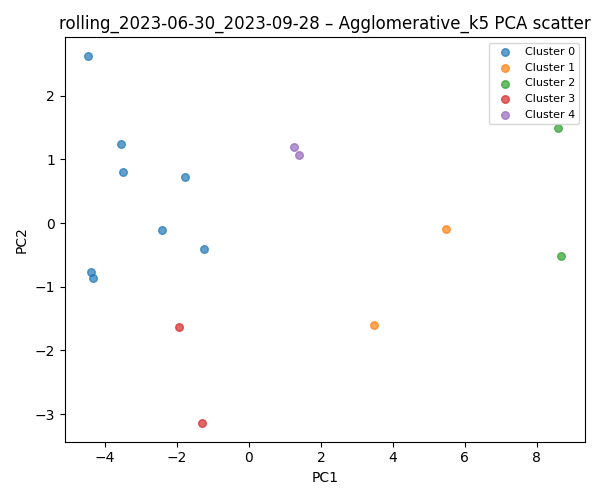 rolling_2023-06-30_2023-09-28 – Agglomerative_k5 PCA scatter
Cluster 0
Cluster 1
Cluster 2
Cluster 3
Cluster 4
PC2
2
1
0
−1
−2
−3
−4
−2
0
2
4
6
8
PC1